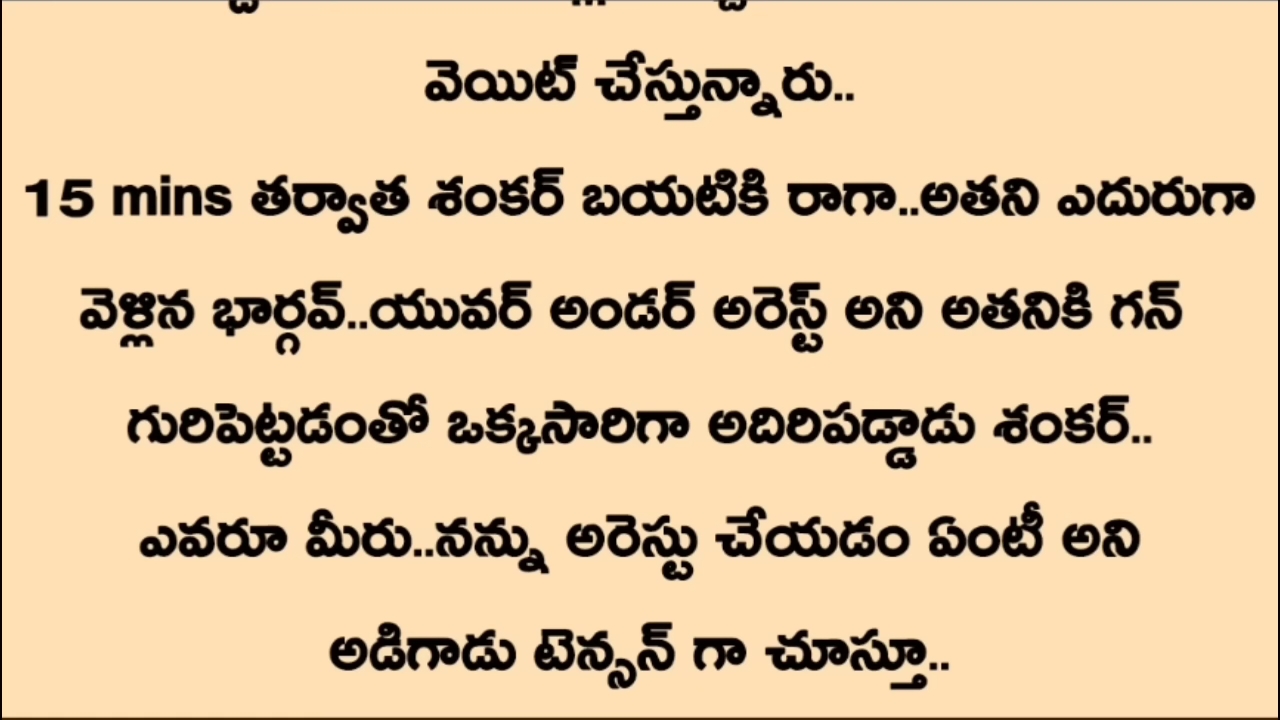 వెయిట్ చేస్తున్నారు..
15 mins తర్వాత శంకర్ బయటికి రాగా..అతని ఎదురుగా
వెళ్లిన భార్గవ్..యువర్ అండర్ అరెస్ట్ అని అతనికి గన్
గురిపెట్టడంతో ఒక్కసారిగా అదిరిపడ్డాడు శంకర్..
ఎవరూ మీరు..నన్ను అరెస్టు చేయడం ఏంటీ అని
అడిగాడు టెన్సన్ గా చూస్తూ..